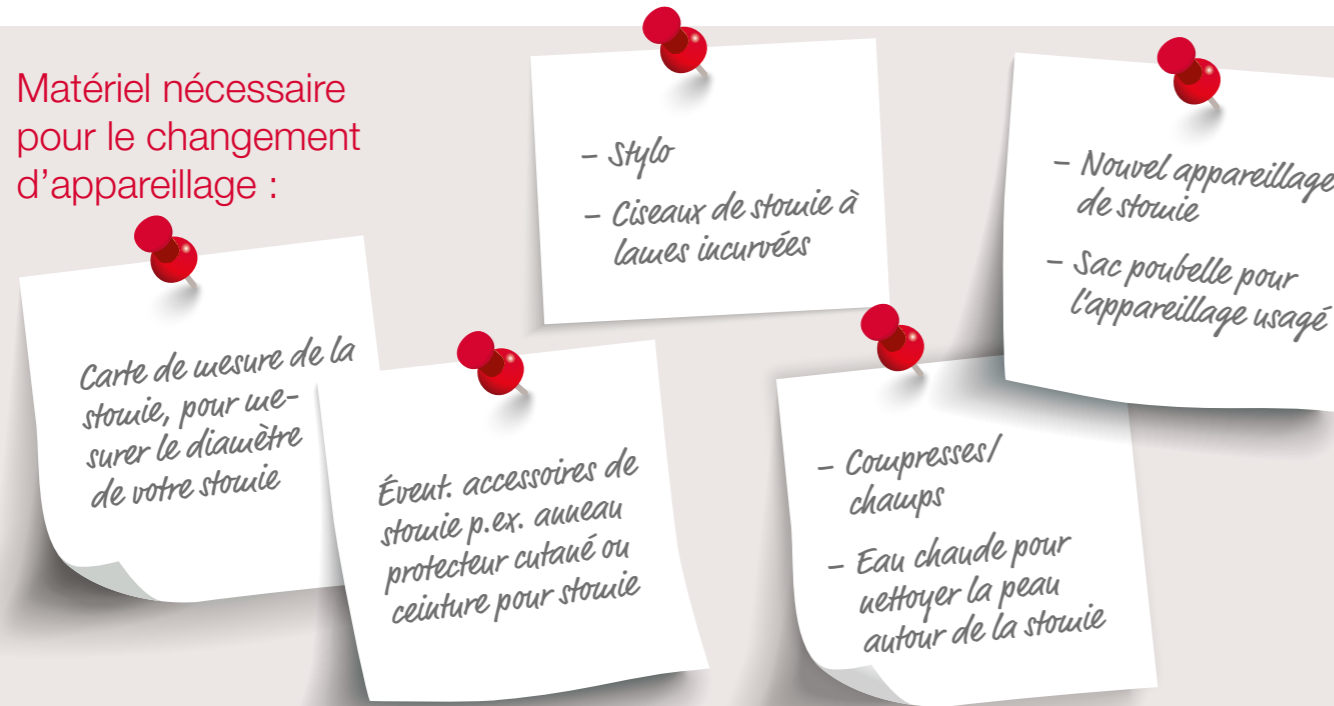 Matériel nécessaire
pour le changement
d’appareillage :
Carte de mesure de la
stomie, pour me-
surer le diamètre
de votre stomie
Évent. accessoires de
stomie p.ex. anneau
protecteur cutané ou
ceinture pour stomie
– Stylo
– Ciseaux de stomie à
lames incurvées
– Compresses/
champs
– Eau chaude pour
nettoyer la peau
autour de la stomie
– Nouvel appareillage
de stomie
– Sac poubelle pour
l'appareillage usagé